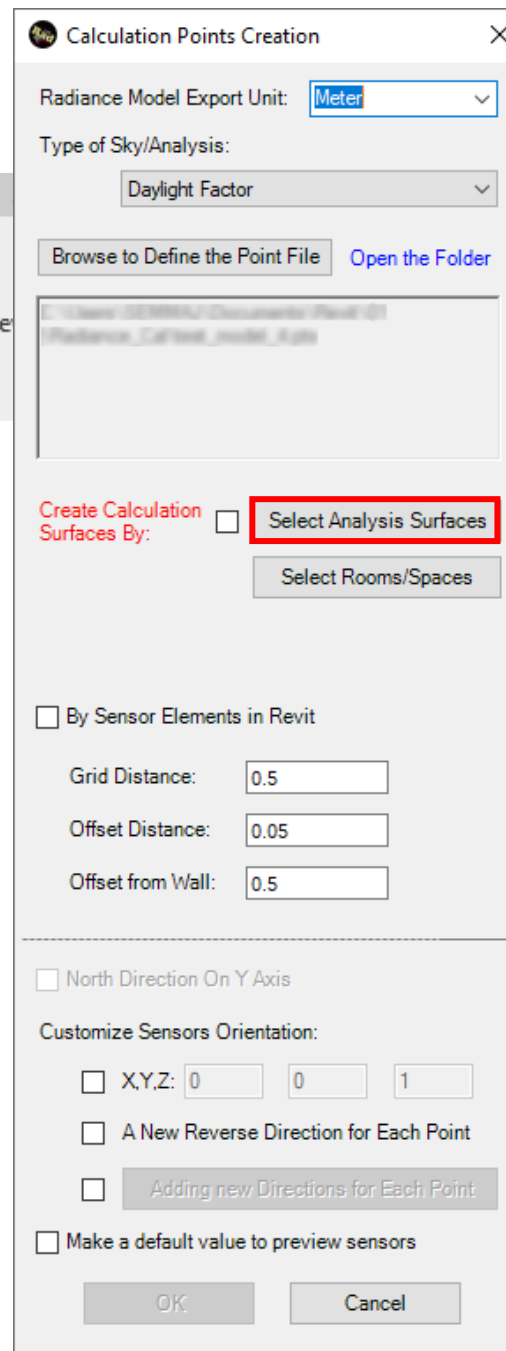 Calculation Points Creation
Radiance Model Export Unit: Meter
Type of Sky/Analysis:
Daylight Factor
Browse to Define the Point File Open the Folder
Create Calculation
Surfaces By:
Select Analysis Surfaces
Select Rooms/Spaces
By Sensor Elements in Revit
Grid Distance: 0.5
Offset Distance: 0.05
Offset from Wall: 0.5
North Direction On Y Axis
Customize Sensors Orientation:
X,Y,Z: 0 0 1
A New Reverse Direction for Each Point
Adding new Directions for Each Point
Make a default value to preview sensors
OK Cancel